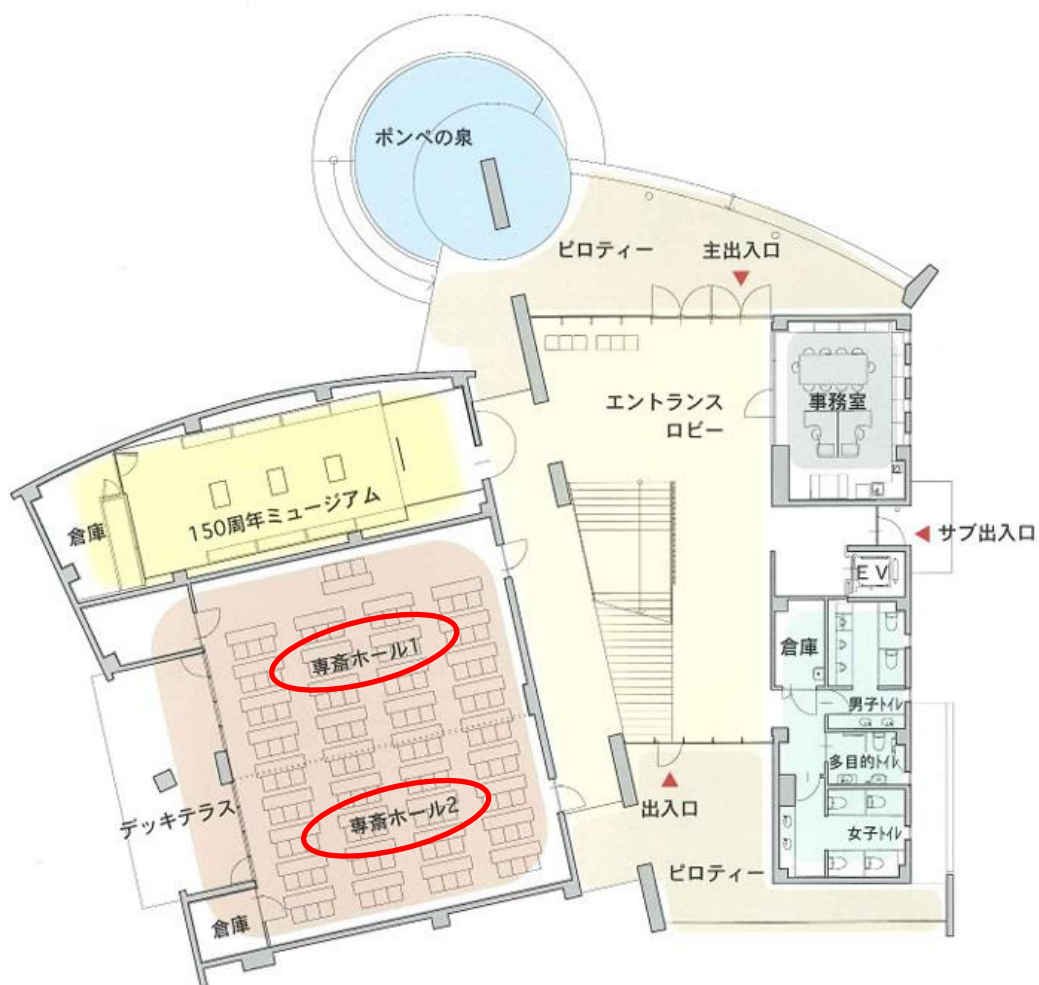 ポンペの泉
ピロティー
主出入口
エントランス
ロビー
事務室
150周年ミュージアム
倉庫
サブ出入口
EV
専斎ホール1
倉庫
男子トイレ
多目的トイレ
デッキテラス
専斎ホール2
出入口
女子トイレ
ピロティー
倉庫